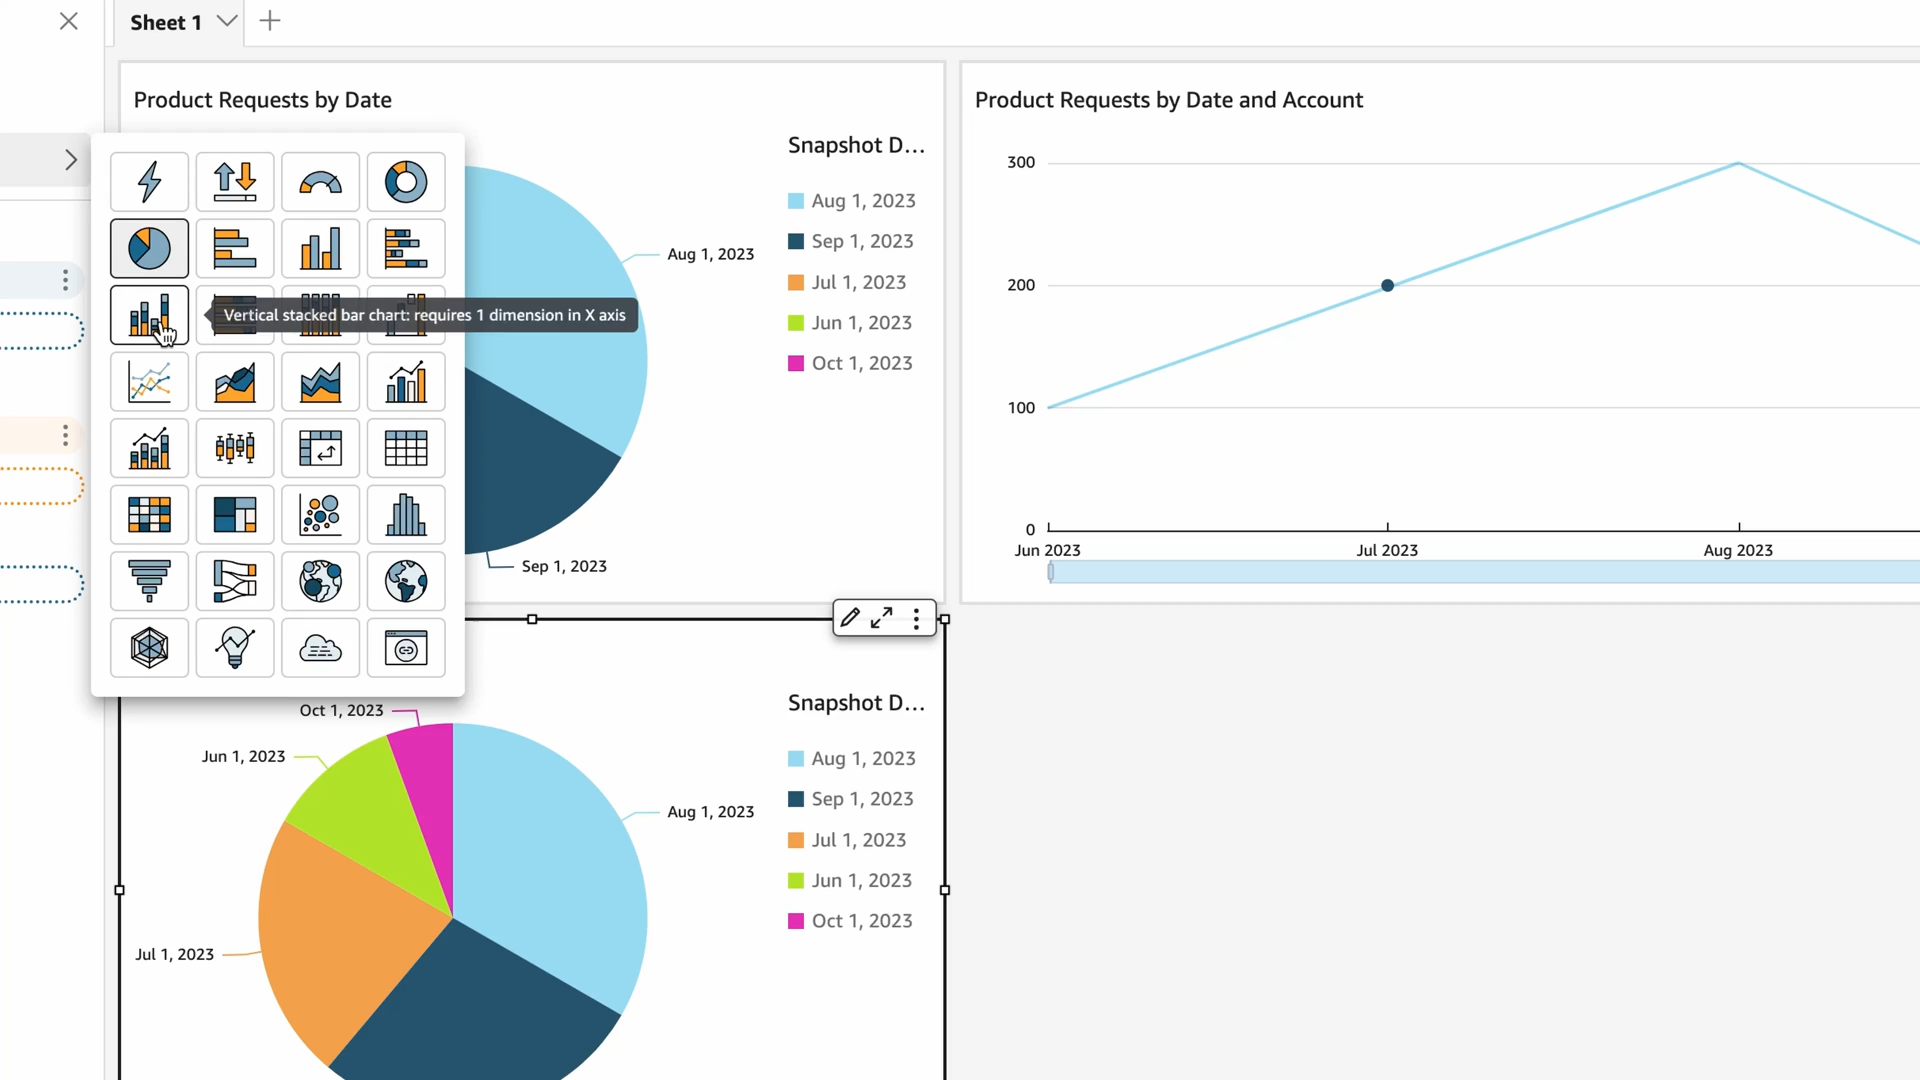 Sheet 1
Product Requests by Date
Snapshot D...
Aug 1, 2023
Sep 1, 2023
Jul 1, 2023
Jun 1, 2023
Oct 1, 2023
Aug 1, 2023
Sep 1, 2023
Vertical stacked bar chart: requires 1 dimension in X axis
Product Requests by Date and Account
300
200
100
0
Jun 2023
Jul 2023
Aug 2023
Snapshot D...
Aug 1, 2023
Sep 1, 2023
Jul 1, 2023
Jun 1, 2023
Oct 1, 2023
Oct 1, 2023
Jun 1, 2023
Aug 1, 2023
Jul 1, 2023